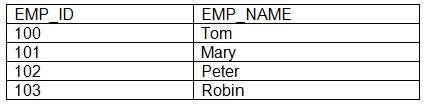 EMP_ID EMP_NAME
100 Tom
101 Mary
102 Peter
103 Robin